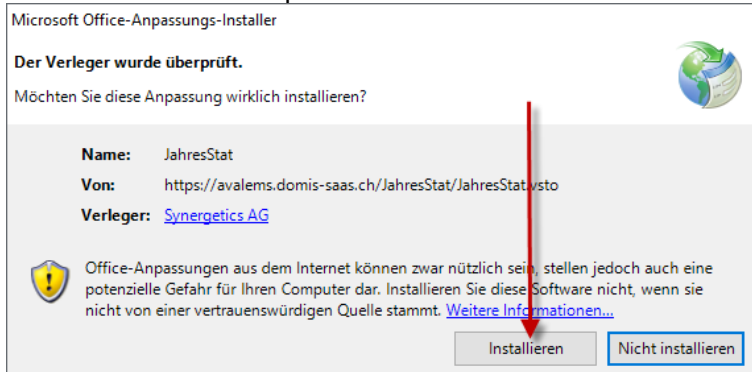 Microsoft Office-Anpassungs-Installer
Der Verleger wurde überprüft.
Möchten Sie diese Anpassung wirklich installieren?
Name: JahresStat
Von: https://avalems.domis-saas.ch/JahresStat/JahresStat.vsto
Verleger: Synergetics AG
Office-Anpassungen aus dem Internet können zwar nützlich sein, stellen jedoch auch eine
potenzielle Gefahr für Ihren Computer dar. Installieren Sie diese Software nicht, wenn sie
nicht von einer vertrauenswürdigen Quelle stammt. Weitere Informationen...
Installieren Nicht installieren